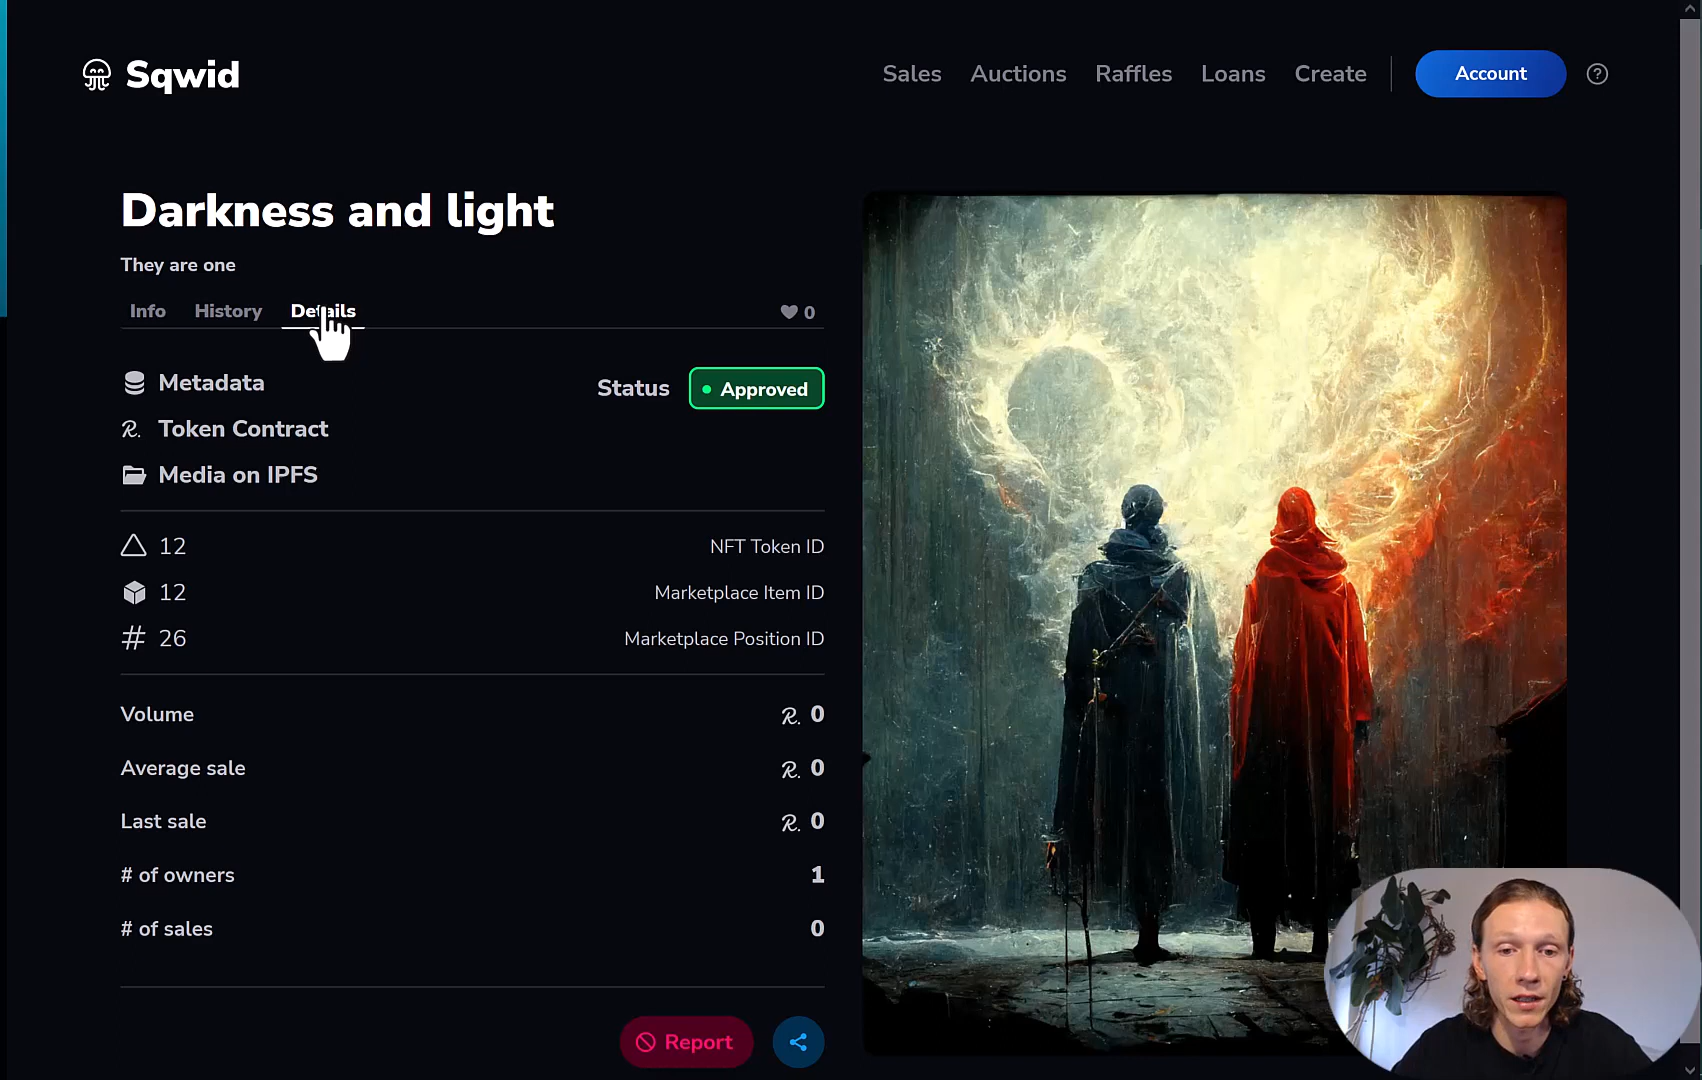 Sqwid
Sales Auctions Raffles Loans Create Account
Darkness and light
They are one
Info History Details 0
Metadata
Status Approved
Token Contract
Media on IPFS
12 NFT Token ID
12 Marketplace Item ID
# 26 Marketplace Position ID
Volume R. 0
Average sale R. 0
Last sale R. 0
# of owners 1
# of sales 0
Report